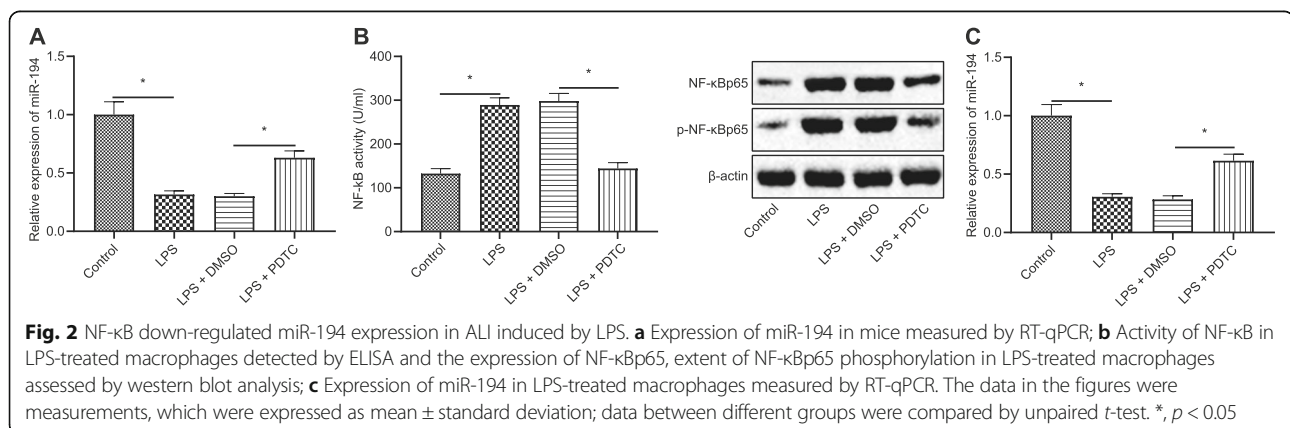 A
B
C
Relative expression of miR-194
1.5
1.0
0.5
0.0
*
*
Control
LPS
LPS + DMSO
LPS + PDTC
NF-kB activity (U/ml)
400
300
200
100
0
*
*
Control
LPS
LPS + DMSO
LPS + PDTC
NF-κBp65
p-NF-κBp65
β-actin
Control
LPS
LPS + DMSO
LPS + PDTC
Relative expression of miR-194
1.5
1.0
0.5
0.0
*
*
Control
LPS
LPS + DMSO
LPS + PDTC
Fig. 2 NF-κB down-regulated miR-194 expression in ALI induced by LPS. a Expression of miR-194 in mice measured by RT-qPCR; b Activity of NF-κB in
LPS-treated macrophages detected by ELISA and the expression of NF-κBp65, extent of NF-κBp65 phosphorylation in LPS-treated macrophages
assessed by western blot analysis; c Expression of miR-194 in LPS-treated macrophages measured by RT-qPCR. The data in the figures were
measurements, which were expressed as mean ± standard deviation; data between different groups were compared by unpaired t-test. *, p < 0.05